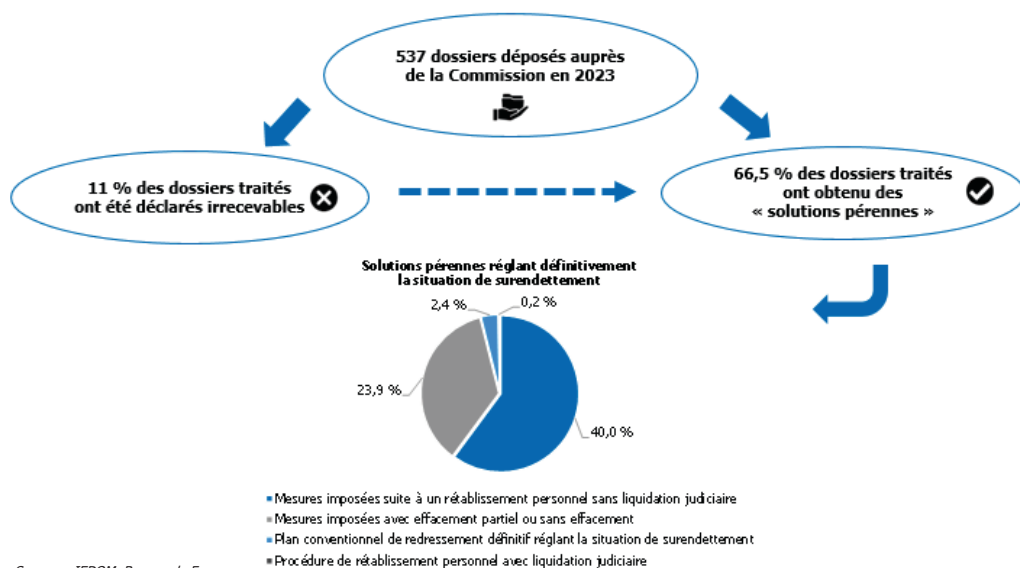 537 dossiers déposés auprès
de la Commission en 2023
11 % des dossiers traités
ont été déclarés irrecevables
66,5 % des dossiers traités
ont obtenu des
« solutions pérennes »
Solutions pérennes réglant définitivement
la situation de surendettement
2,4 %
0,2 %
23,9 %
40,0 %
Mesures imposées suite à un rétablissement personnel sans liquidation judiciaire
Mesures imposées avec effacement partiel ou sans effacement
Plan conventionnel de redressement définitif réglant la situation de surendettement
Procédure de rétablissement personnel avec liquidation judiciaire